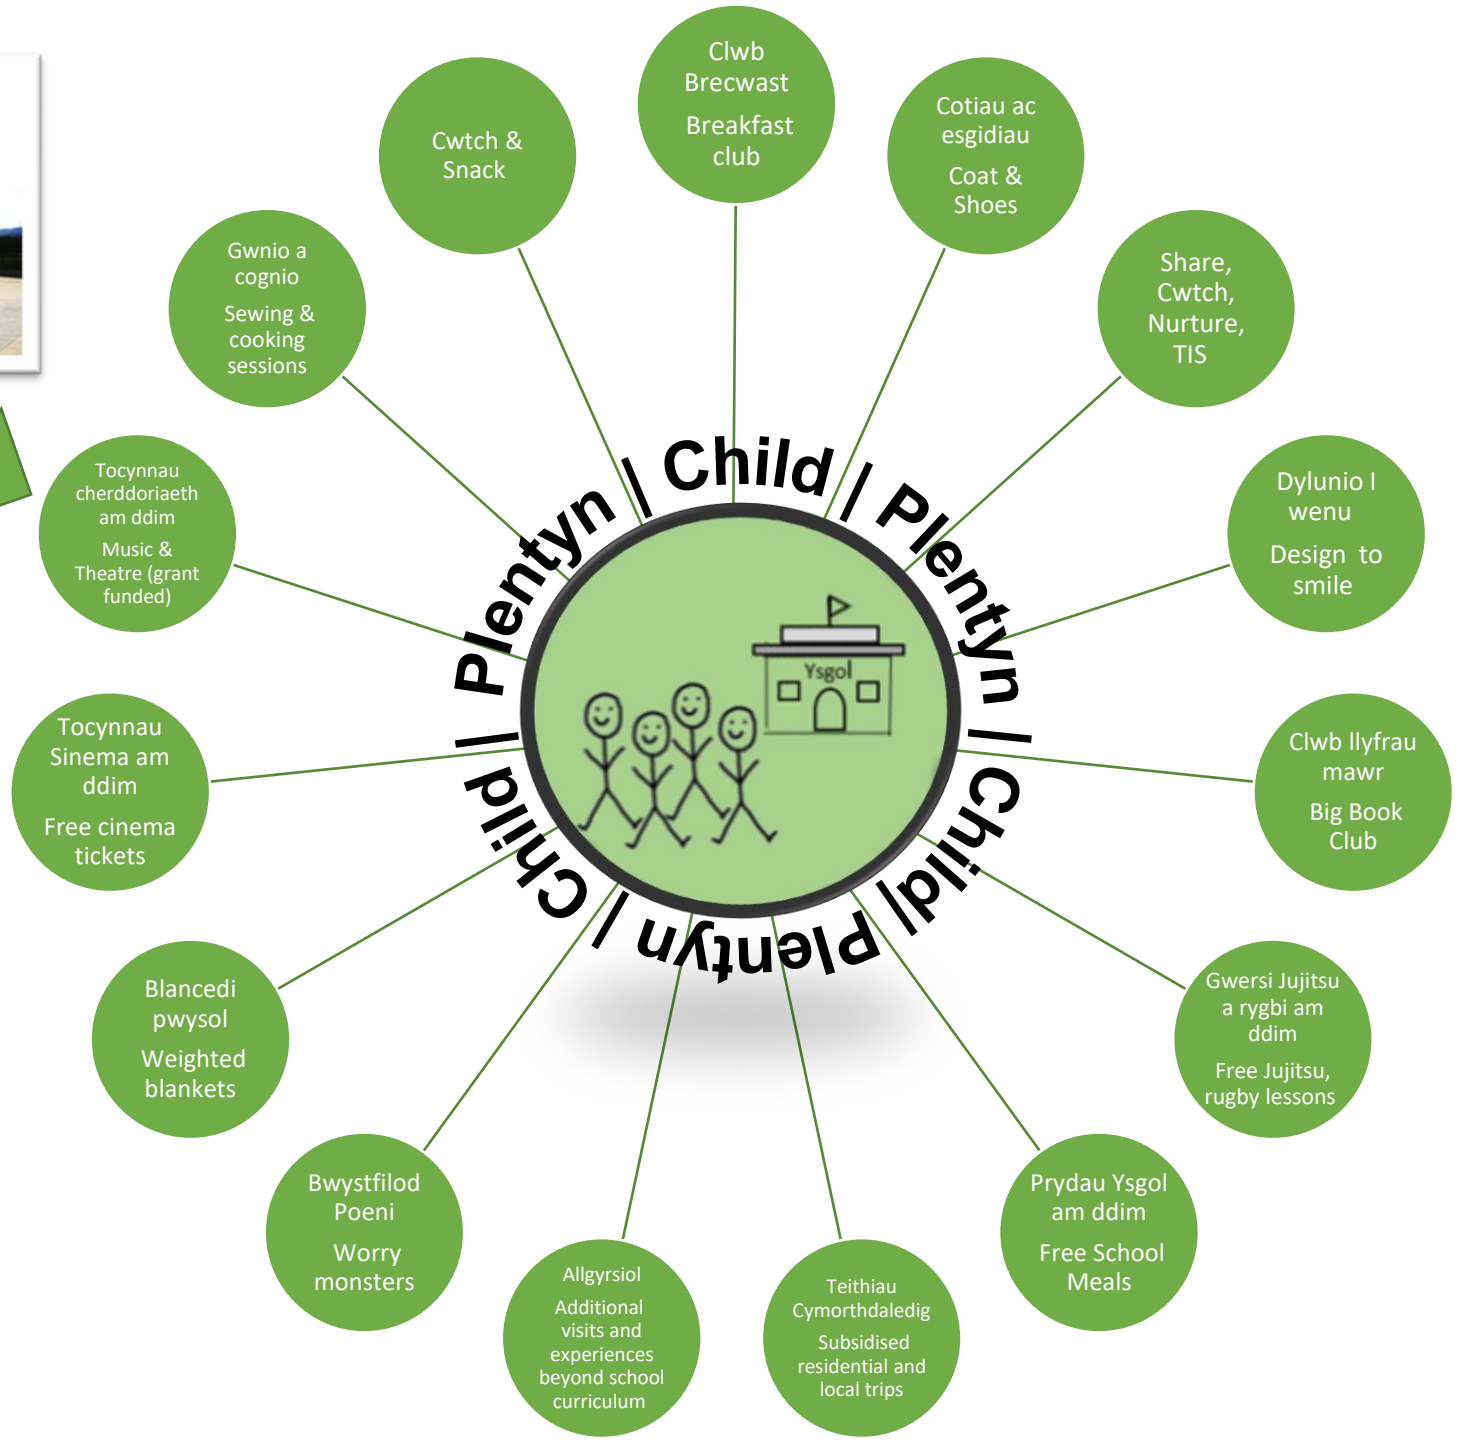 Clwb
Brecwast
Breakfast
club
Cotiau ac
esgidiau
Coat &
Shoes
Share,
Cwtch,
Nurture,
TIS
Dylunio I
wenu
Design to
smile
Clwb llyfrau
mawr
Big Book
Club
Gwersi Jujitsu
a rygbi am
ddim
Free Jujitsu,
rugby lessons
Prydau Ysgol
am ddim
Free School
Meals
Teithiau
Cymorthdaledig
Subsidised
residential and
local trips
Allgyrsiol
Additional
visits and
experiences
beyond school
curriculum
Bwystfilod
Poeni
Worry
monsters
Blancedi
pwysol
Weighted
blankets
Tocynnau
Sinema am
ddim
Free cinema
tickets
Tocynnau
cherddoriaeth
am ddim
Music &
Theatre (grant
funded)
Gwnio a
cognio
Sewing &
cooking
sessions
Cwtch &
Snack
Plentyn | Child | Plentyn | Child| Plentyn | Child |
Ysgol